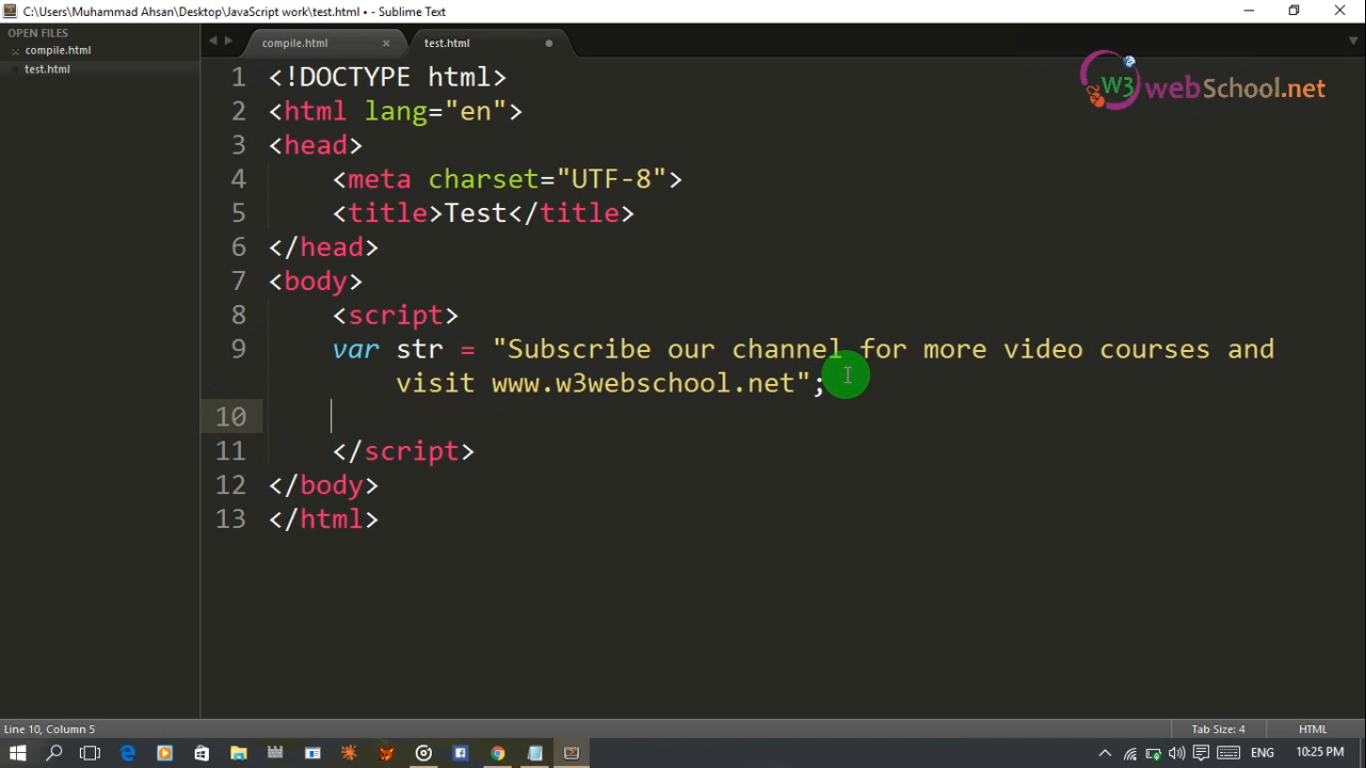 C:\Users\Muhammad Ahsan\Desktop\JavaScript work\test.html • - Sublime Text
OPEN FILES
compile.html
test.html
compile.html
test.html
W3 webSchool.net
1 <!DOCTYPE html>
2 <html lang="en">
3 <head>
4 <meta charset="UTF-8">
5 <title>Test</title>
6 </head>
7 <body>
8 <script>
9 var str = "Subscribe our channel for more video courses and
visit www.w3webschool.net";
10
11 </script>
12 </body>
13 </html>
Line 10, Column 5
Tab Size: 4
HTML
ENG
10:25 PM